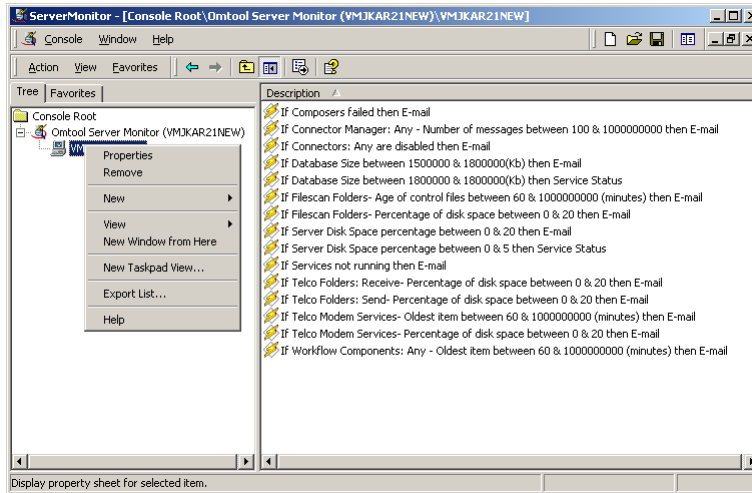 ServerMonitor - [Console Root\Omtool Server Monitor (VMJKAR21NEW)\VMJKAR21NEW]
Console Window Help
Action View Favorites
Tree Favorites
Console Root
Omtool Server Monitor (VMJKAR21NEW)
VM
Properties
Remove
New
View
New Window from Here
New Taskpad View...
Export List...
Help
Description
If Composers failed then E-mail
If Connector Manager: Any - Number of messages between 100 & 1000000000 then E-mail
If Connectors: Any are disabled then E-mail
If Database Size between 1500000 & 1800000(Kb) then E-mail
If Database Size between 1800000 & 1800000(Kb) then Service Status
If Filescan Folders- Age of control files between 60 & 1000000000 (minutes) then E-mail
If Filescan Folders- Percentage of disk space between 0 & 20 then E-mail
If Server Disk Space percentage between 0 & 20 then E-mail
If Server Disk Space percentage between 0 & 5 then Service Status
If Services not running then E-mail
If Telco Folders: Receive- Percentage of disk space between 0 & 20 then E-mail
If Telco Folders: Send- Percentage of disk space between 0 & 20 then E-mail
If Telco Modem Services- Oldest item between 60 & 1000000000 (minutes) then E-mail
If Telco Modem Services- Percentage of disk space between 0 & 20 then E-mail
If Workflow Components: Any - Oldest item between 60 & 1000000000 (minutes) then E-mail
Display property sheet for selected item.